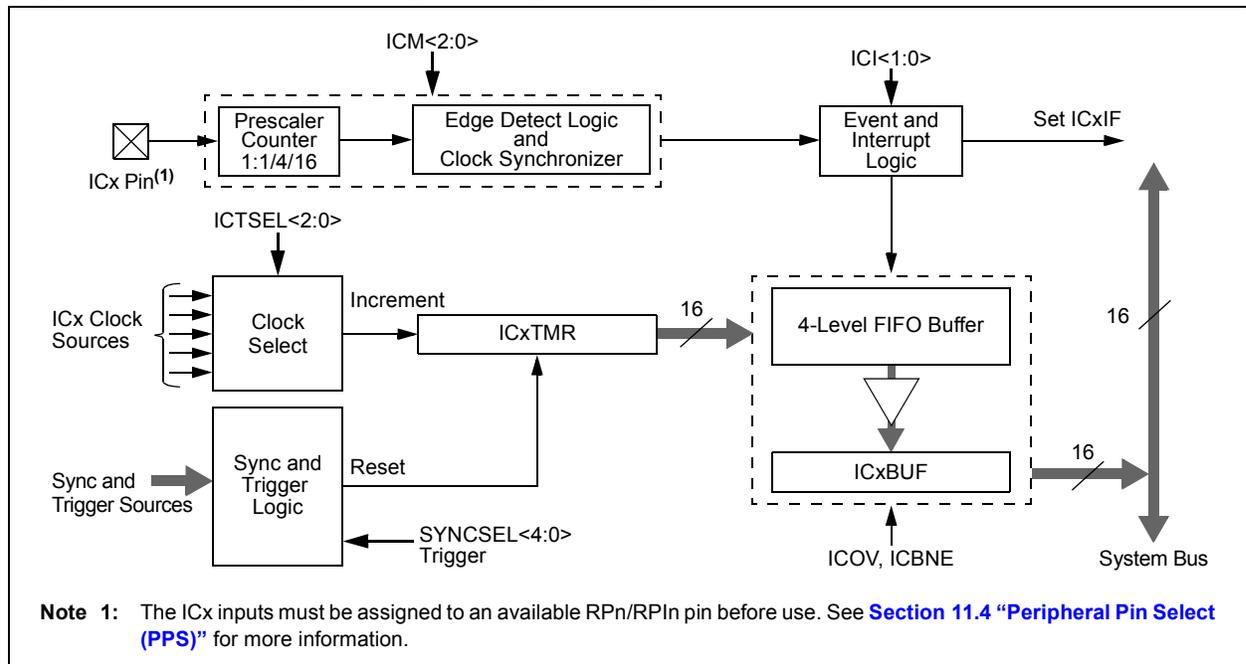 ICM<2:0>
ICI<1:0>
Prescaler
Counter
1:1/4/16
Edge Detect Logic
and
Clock Synchronizer
Event and
Interrupt
Logic
Set ICxIF
ICx Pin(1)
ICTSEL<2:0>
ICx Clock
Sources
Clock
Select
Increment
ICxTMR
16
4-Level FIFO Buffer
16
Sync and
Trigger Sources
Sync and
Trigger
Logic
Reset
SYNCSEL<4:0>
Trigger
ICxBUF
16
ICOV, ICBNE
System Bus
Note 1: The ICx inputs must be assigned to an available RPn/RPIn pin before use. See Section 11.4 “Peripheral Pin Select
(PPS)” for more information.